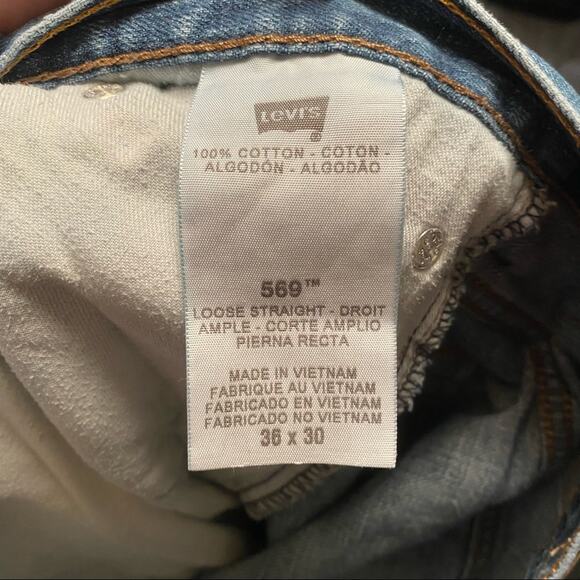 Levi's
®
100% COTTON - COTON -
ALGODÓN - ALGODÃO
569™
LOOSE STRAIGHT - DROIT
AMPLE - CORTE AMPLIO
PIERNA RECTA
MADE IN VIETNAM
FABRIQUE AU VIETNAM
FABRICADO EN VIETNAM
FABRICADO NO VIETNAM
36 x 30